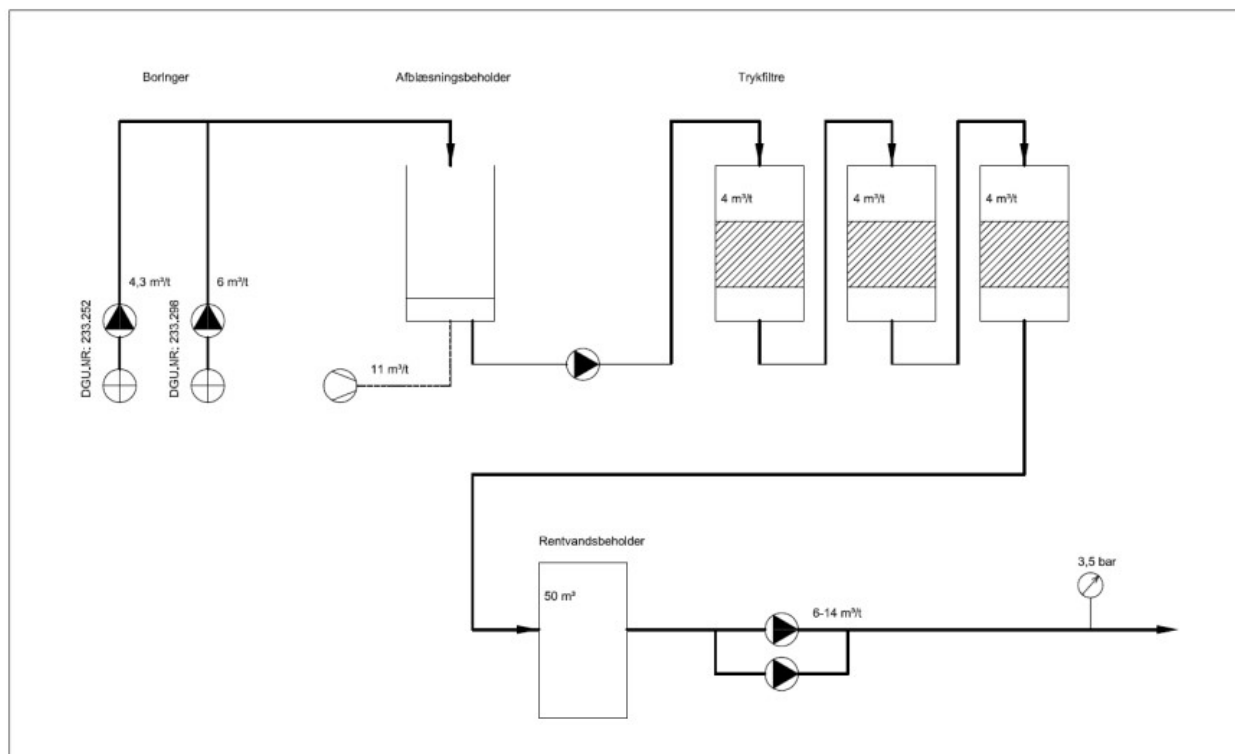 Boringer
Afblæsningsbeholder
Trykfiltre
4 m³/t
4 m³/t
4 m³/t
4,3 m³/t
6 m³/t
DGU.NR: 233.252
DGU.NR: 233.298
11 m³/t
Rentvandsbeholder
50 m³
6-14 m³/t
3,5 bar